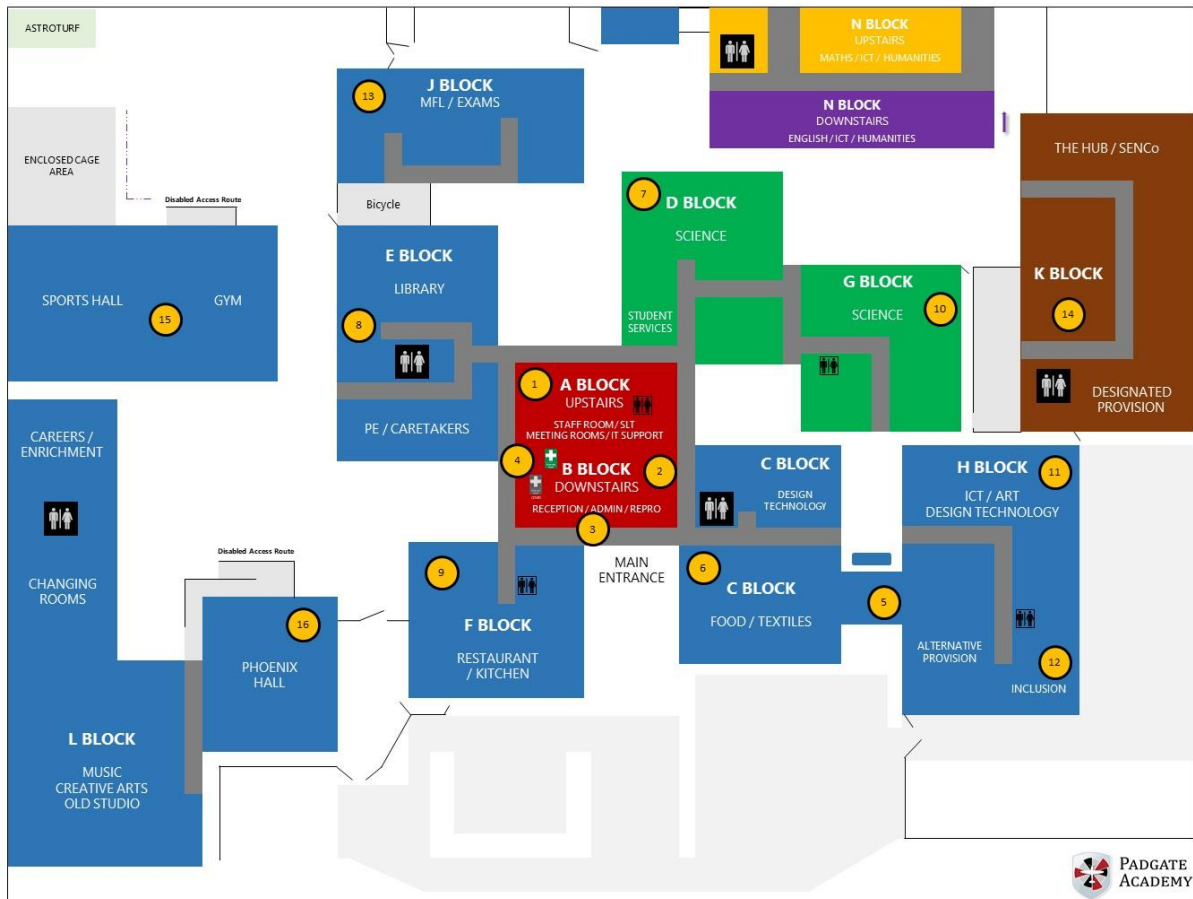 ASTROTURF
N BLOCK
UPSTAIRS
MATHS / ICT / HUMANITIES
J BLOCK
MFL / EXAMS
13
N BLOCK
DOWNSTAIRS
ENGLISH / ICT / HUMANITIES
ENCLOSED CAGE
AREA
THE HUB / SENCo
Disabled Access Route
Bicycle
7
D BLOCK
SCIENCE
E BLOCK
LIBRARY
K BLOCK
14
G BLOCK
SCIENCE
10
SPORTS HALL
GYM
15
8
STUDENT
SERVICES
1
A BLOCK
UPSTAIRS
STAFF ROOM / SLT
MEETING ROOMS/ IT SUPPORT
DESIGNATED
PROVISION
PE / CARETAKERS
CAREERS /
ENRICHMENT
4
B BLOCK
DOWNSTAIRS
2
RECEPTION / ADMIN / REPRO
C BLOCK
DESIGN
TECHNOLOGY
H BLOCK
11
ICT / ART
DESIGN TECHNOLOGY
3
MAIN
ENTRANCE
Disabled Access Route
CHANGING
ROOMS
9
6
C BLOCK
FOOD / TEXTILES
5
16
PHOENIX
HALL
F BLOCK
RESTAURANT
/ KITCHEN
ALTERNATIVE
PROVISION
12
INCLUSION
L BLOCK
MUSIC
CREATIVE ARTS
OLD STUDIO
PADGATE
ACADEMY